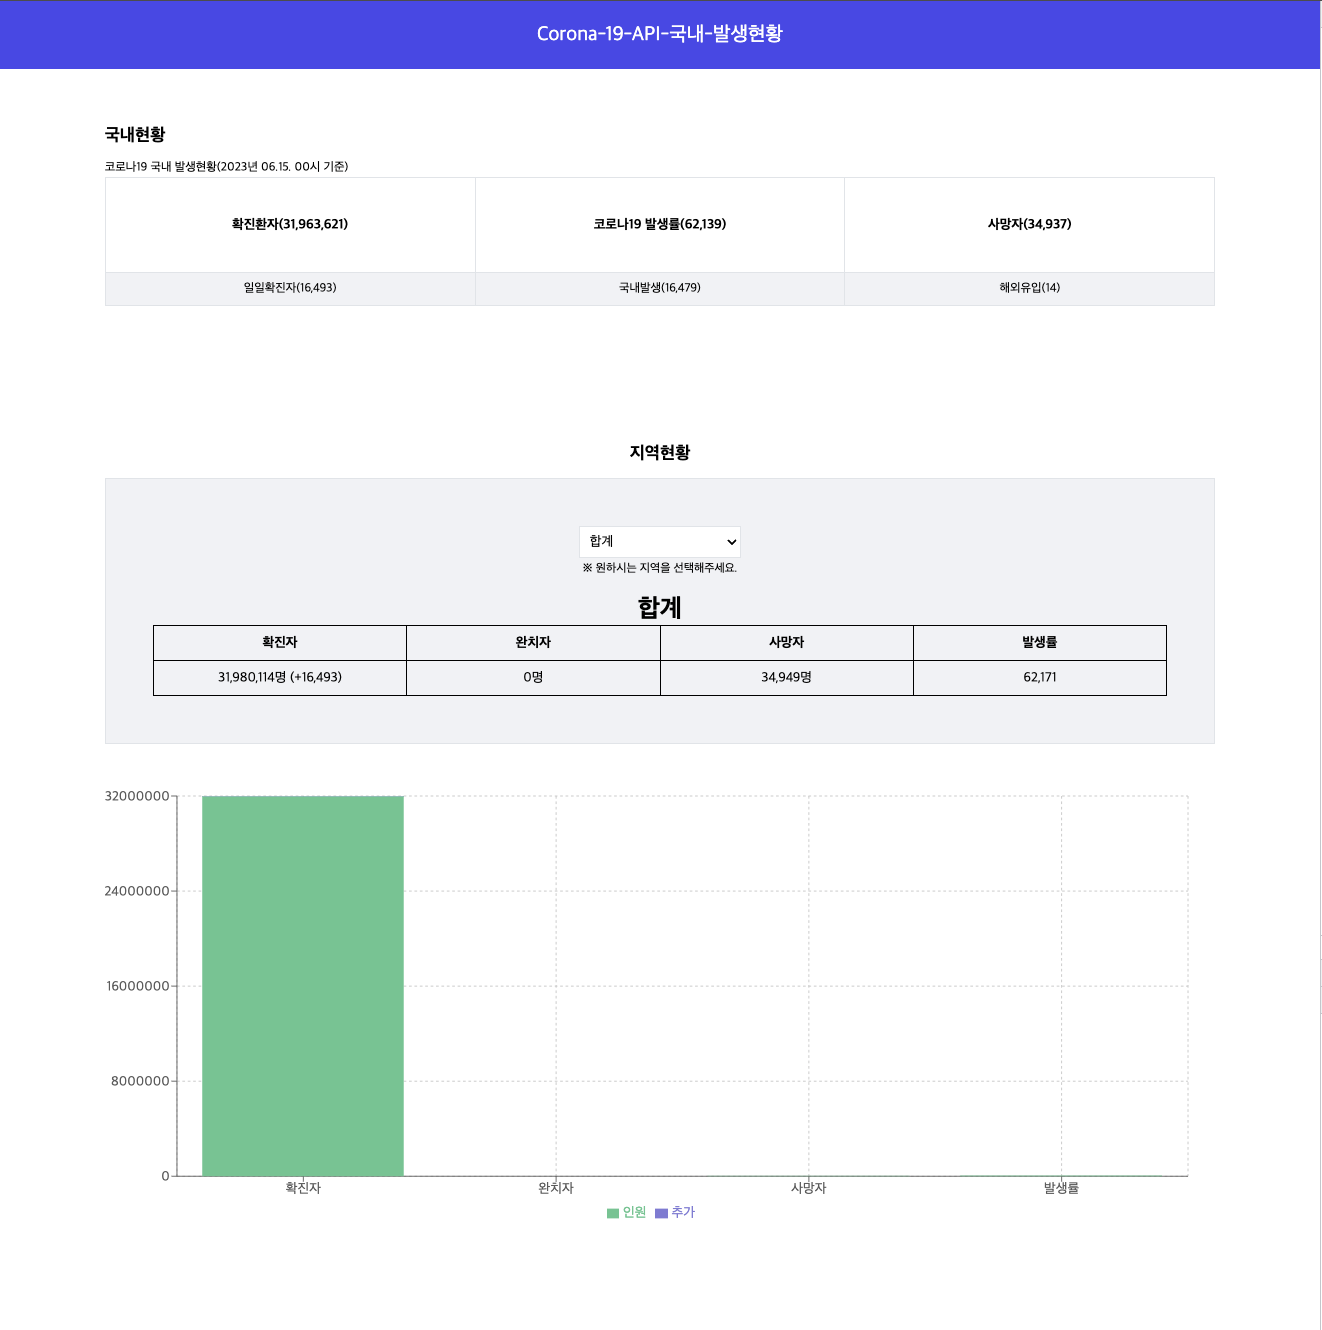 Corona-19-API-국내-발생현황
국내현황
코로나19 국내 발생현황(2023년 06.15. 00시 기준)
확진환자(31,963,621) 코로나19 발생률(62,139) 사망자(34,937)
일일확진자(16,493) 국내발생(16,479) 해외유입(14)
지역현황
합계
※ 원하시는 지역을 선택해주세요.
합계
확진자 완치자 사망자 발생률
31,980,114명 (+16,493) 0명 34,949명 62,171
32000000
24000000
16000000
8000000
0
확진자 완치자 사망자 발생률
인원 추가